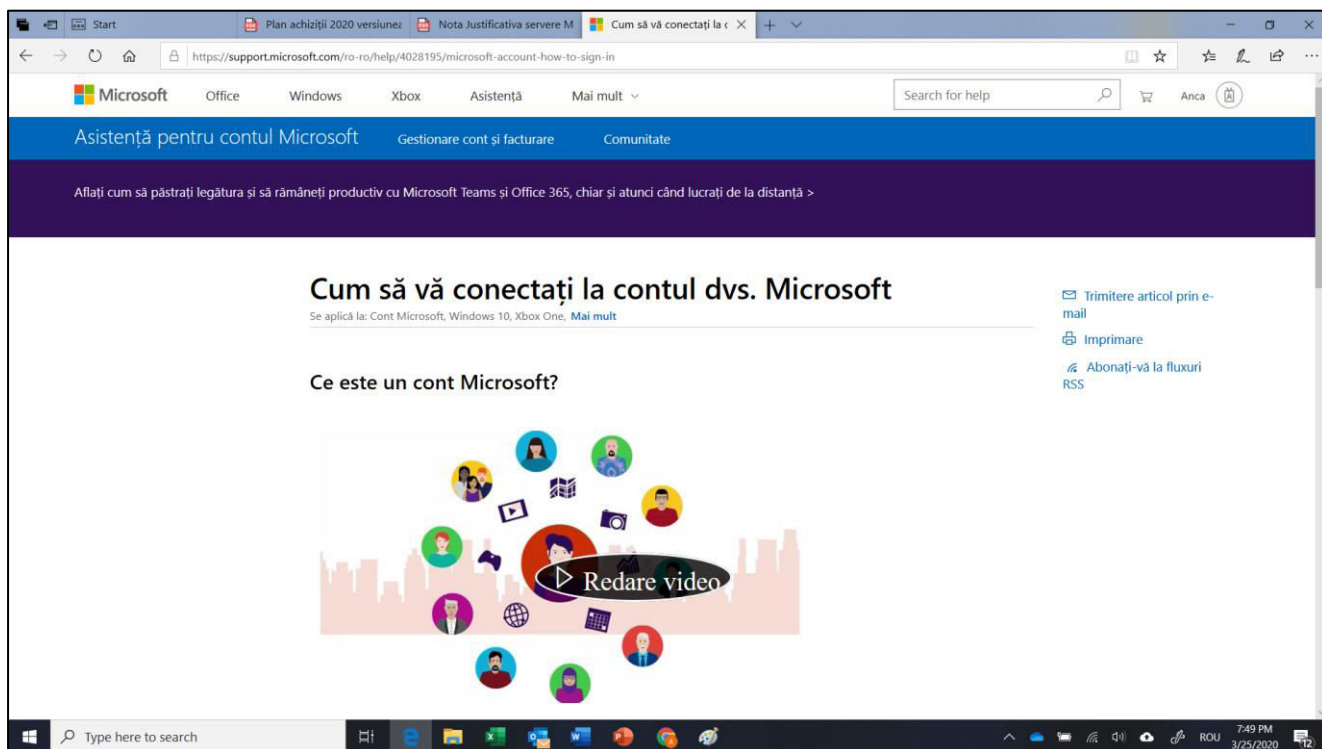 Start
Plan achiziții 2020 versiunea
Nota Justificativa servere M
Cum să vă conectați la c
https://support.microsoft.com/ro-ro/help/4028195/microsoft-account-how-to-sign-in
Microsoft Office Windows Xbox Asistență Mai mult Search for help Anca
Asistență pentru contul Microsoft Gestionare cont și facturare Comunitate
Aflați cum să păstrați legătura și să rămâneți productiv cu Microsoft Teams și Office 365, chiar și atunci când lucrați de la distanță >
Cum să vă conectați la contul dvs. Microsoft
Se aplică la: Cont Microsoft, Windows 10, Xbox One, Mai mult
Trimitere articol prin e-
mail
Imprimare
Abonați-vă la fluxuri
RSS
Ce este un cont Microsoft?
Redare video
Type here to search
ROU
7:49 PM
3/25/2020
12